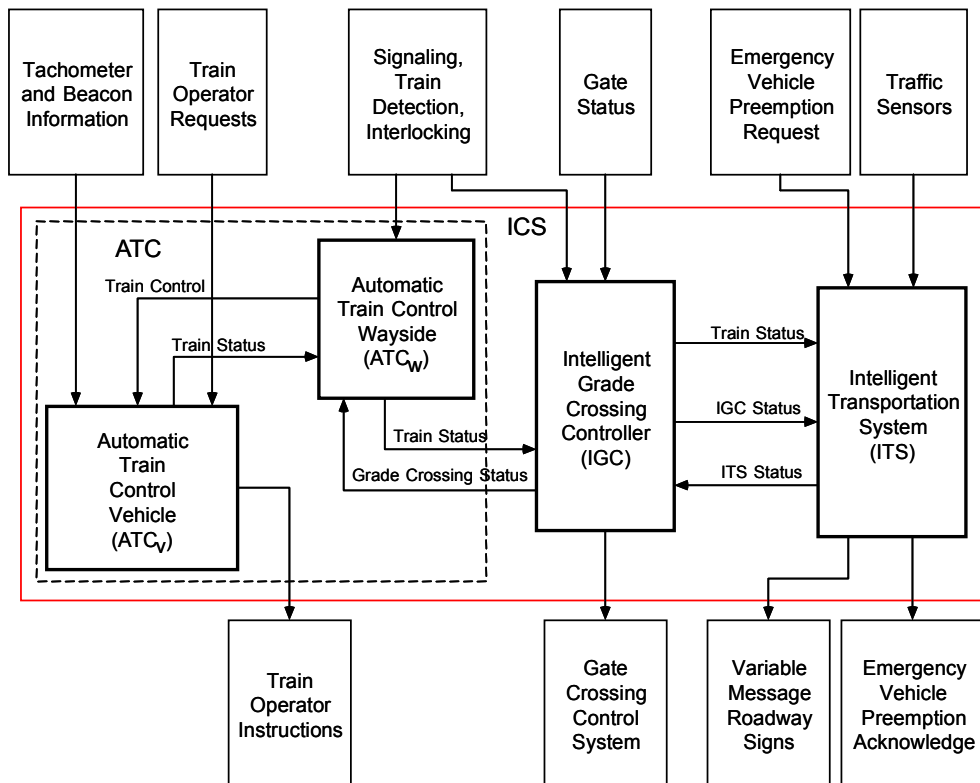 Tachometer
and Beacon
Information
Train
Operator
Requests
Signaling,
Train
Detection,
Interlocking
Gate
Status
Emergency
Vehicle
Preemption
Request
Traffic
Sensors
ICS
ATC
Train Control
Train Status
Automatic
Train Control
Wayside
(ATCW)
Automatic
Train
Control
Vehicle
(ATCV)
Train Status
Grade Crossing Status
Intelligent
Grade
Crossing
Controller
(IGC)
Train Status
IGC Status
ITS Status
Intelligent
Transportation
System
(ITS)
Train
Operator
Instructions
Gate
Crossing
Control
System
Variable
Message
Roadway
Signs
Emergency
Vehicle
Preemption
Acknowledge